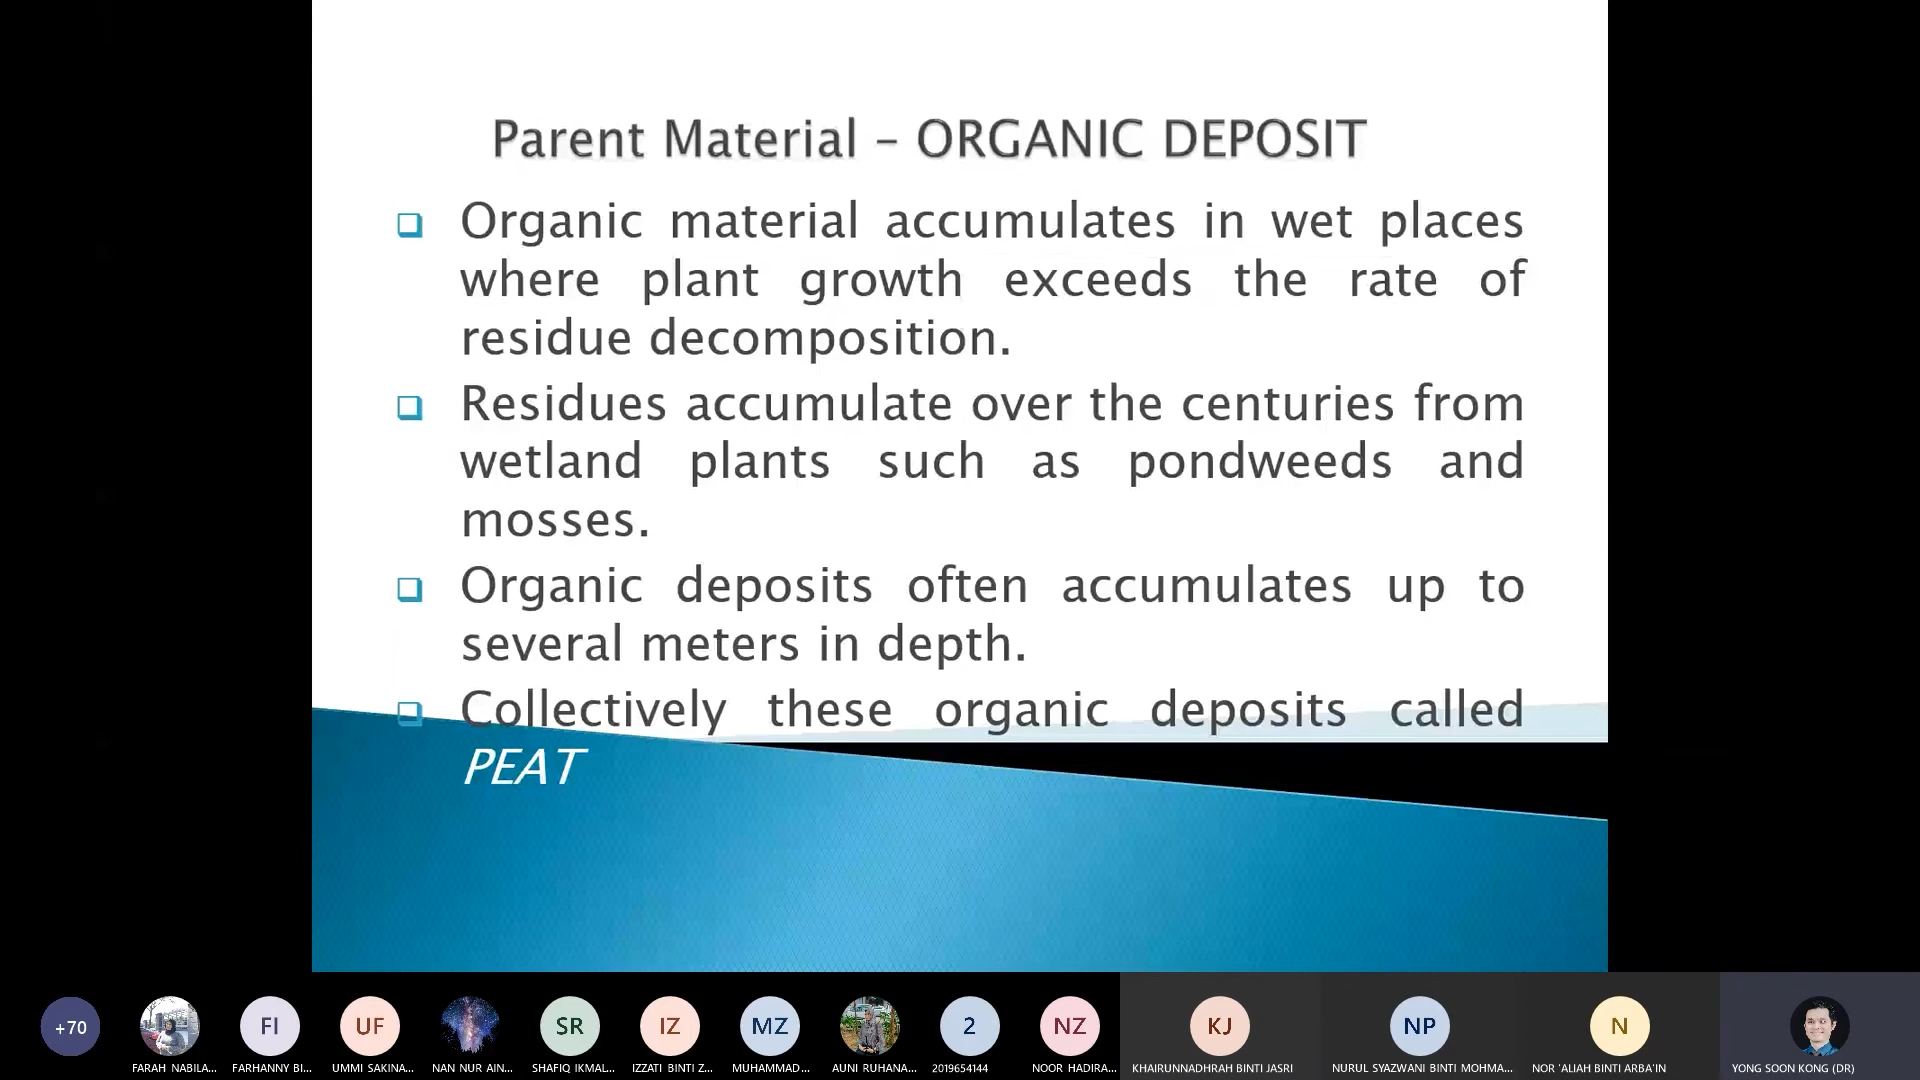 Parent Material – ORGANIC DEPOSIT
❑ Organic material accumulates in wet places
where plant growth exceeds the rate of
residue decomposition.
❑ Residues accumulate over the centuries from
wetland plants such as pondweeds and
mosses.
❑ Organic deposits often accumulates up to
several meters in depth.
❑ Collectively these organic deposits called
PEAT
+70 FI UF SR IZ MZ 2 NZ KJ NP N
FARAH NABILA... FARHANNY BI... UMMI SAKINA... NAN NUR AIN... SHAFIQ IKMAL... IZZATI BINTI Z... MUHAMMAD... AUNI RUHANA... 2019654144 NOOR HADIRA... KHAIRUNNADHRAH BINTI JASRI NURUL SYAZWANI BINTI MOHMA... NOR 'ALIAH BINTI ARBA'IN YONG SOON KONG (DR)